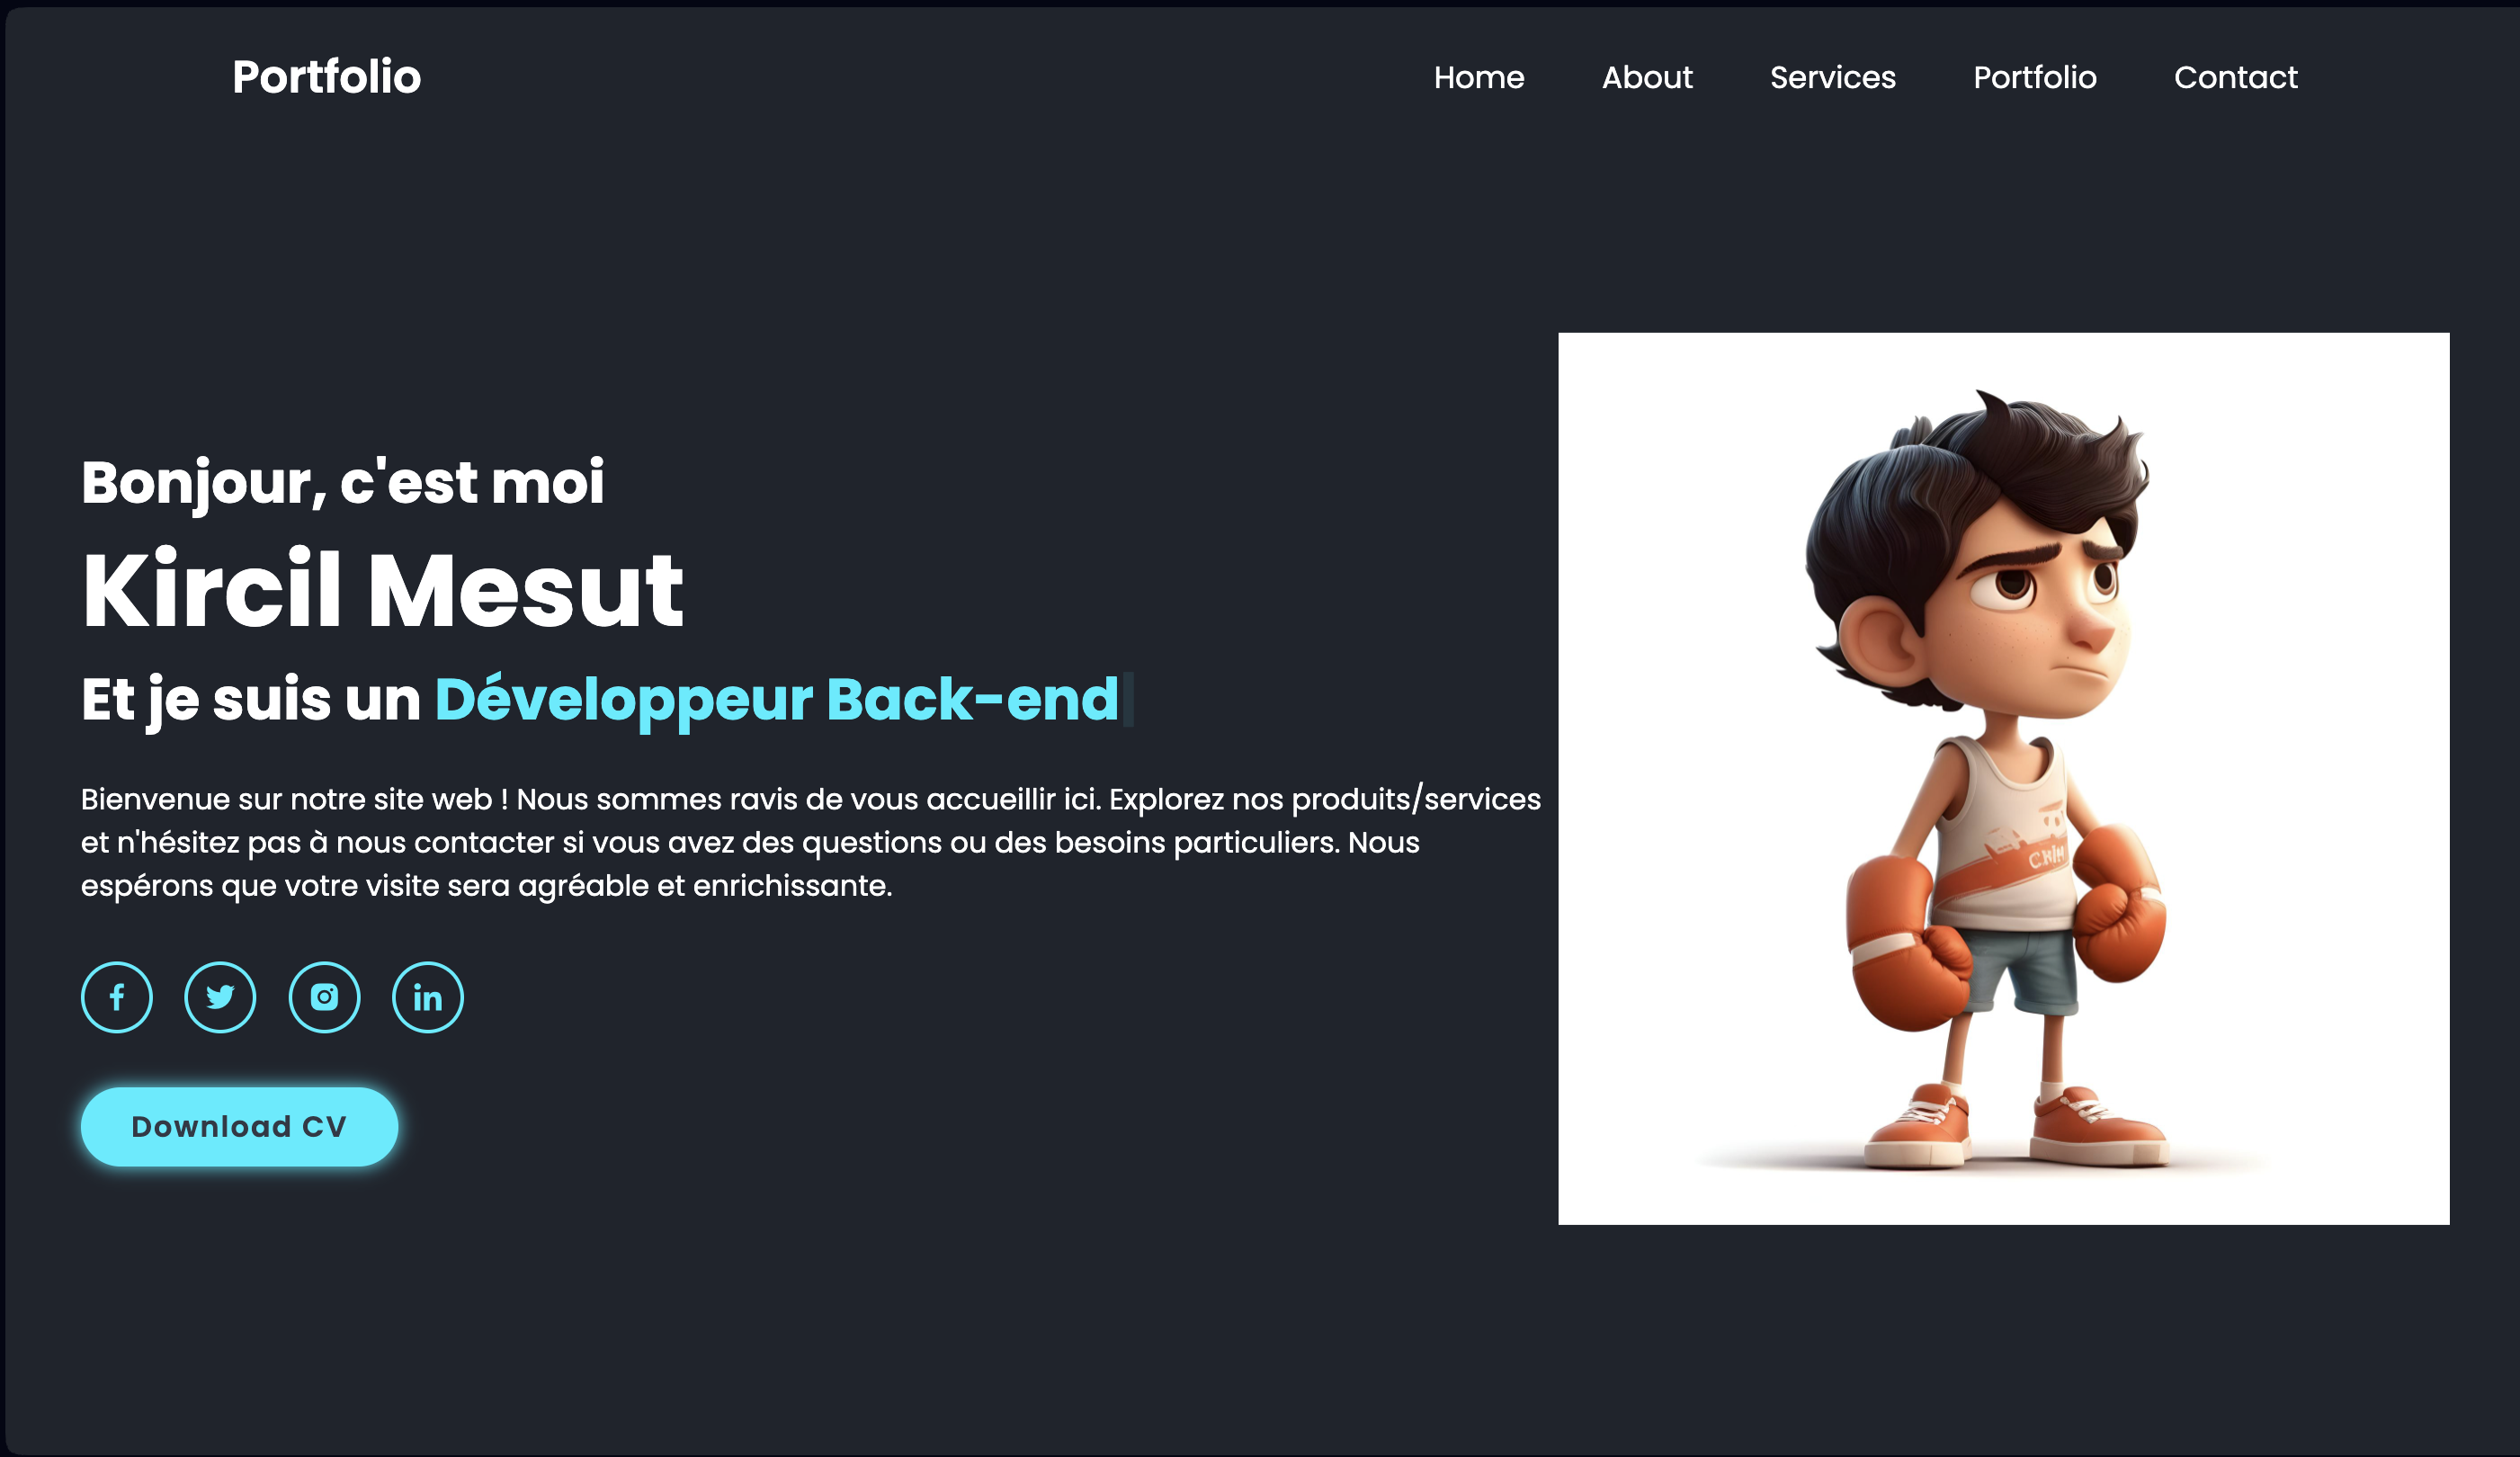 Portfolio
Home About Services Portfolio Contact
Bonjour, c'est moi
Kircil Mesut
Et je suis un Développeur Back-end
Bienvenue sur notre site web ! Nous sommes ravis de vous accueillir ici. Explorez nos produits/services
et n'hésitez pas à nous contacter si vous avez des questions ou des besoins particuliers. Nous
espérons que votre visite sera agréable et enrichissante.
Download CV